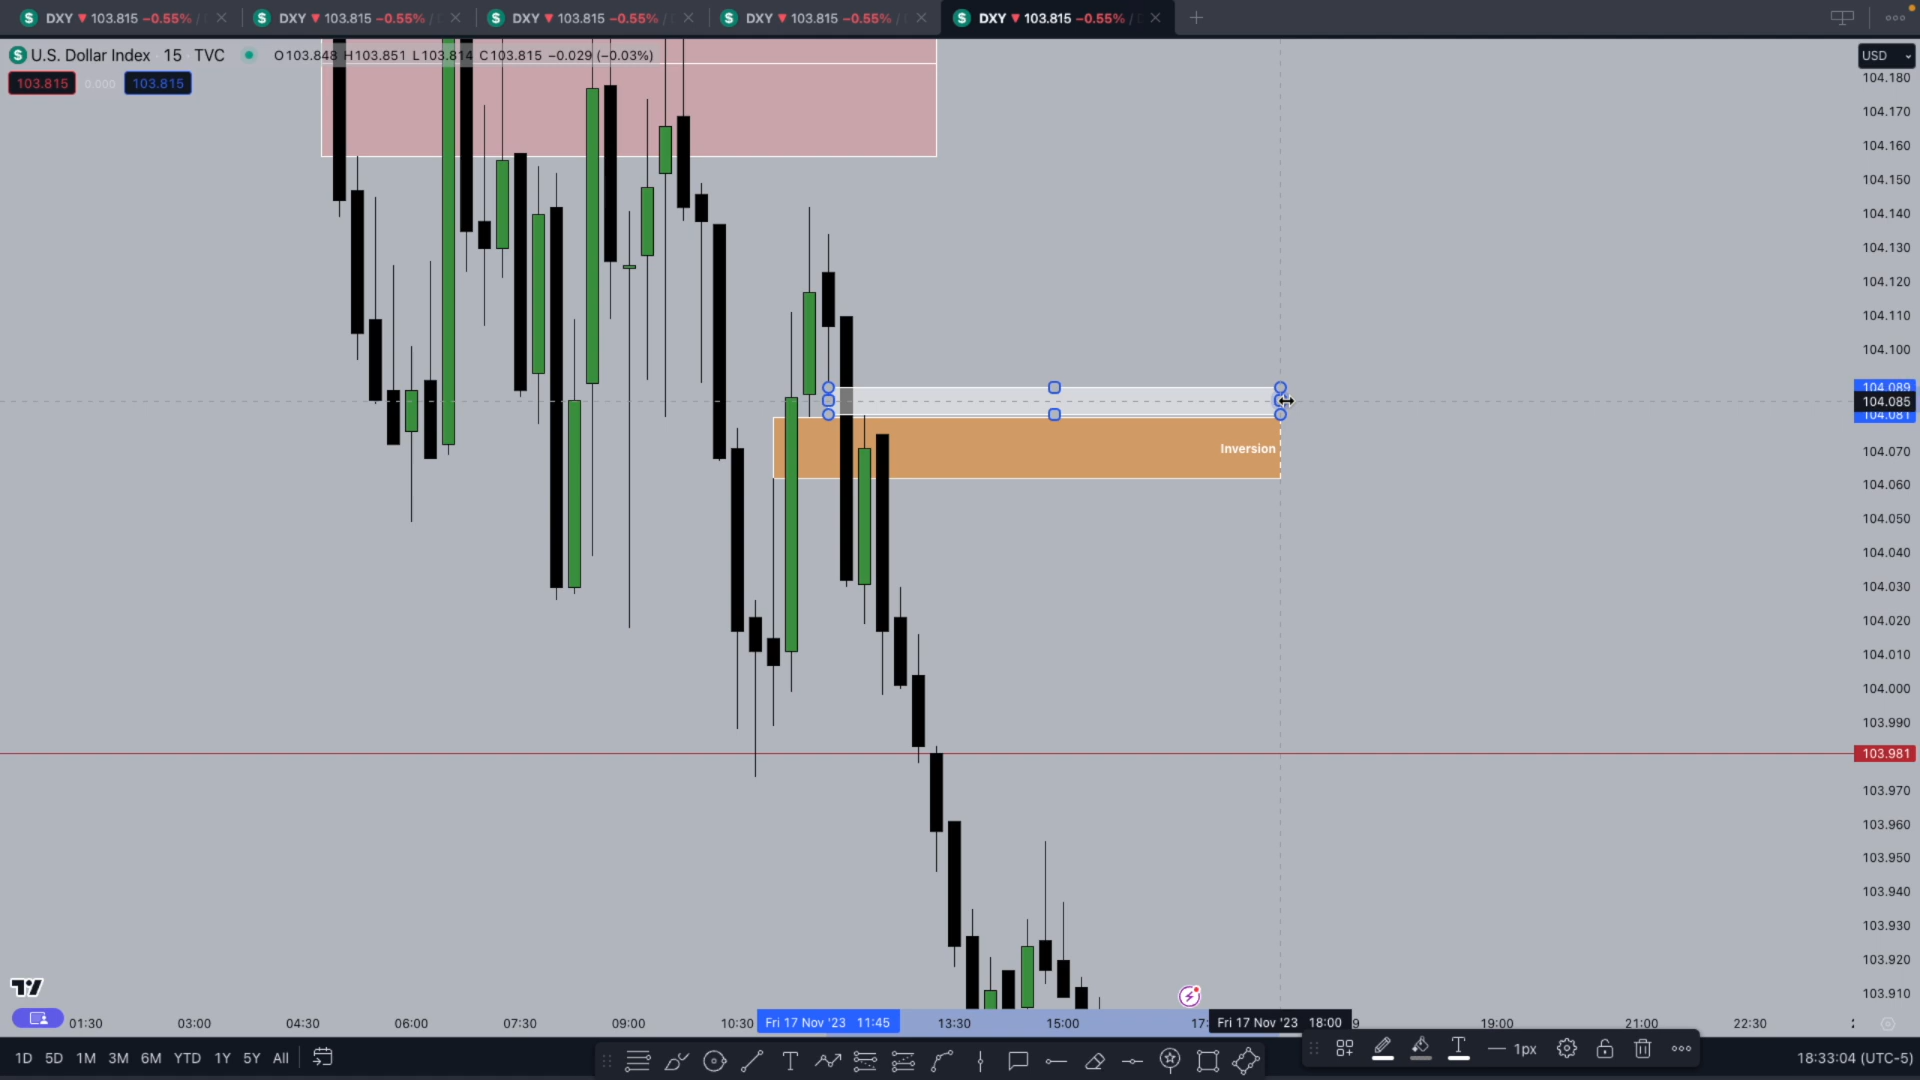 DXY ▼ 103.815 −0.55% /
DXY ▼ 103.815 −0.55% /
DXY ▼ 103.815 −0.55% /
DXY ▼ 103.815 −0.55% /
DXY ▼ 103.815 −0.55% /
U.S. Dollar Index 15 TVC O103.848 H103.851 L103.814 C103.815 −0.029 (−0.03%)
103.815 0.000 103.815
USD
104.180
104.170
104.160
104.150
104.140
104.130
104.120
104.110
104.100
104.089
104.085
104.081
104.070
104.060
104.050
104.040
104.030
104.020
104.010
104.000
103.990
103.981
103.970
103.960
103.950
103.940
103.930
103.920
103.910
Inversion
01:30 03:00 04:30 06:00 07:30 09:00 10:30 Fri 17 Nov '23 11:45 13:30 15:00 Fri 17 Nov '23 18:00 19:00 21:00 22:30
1D 5D 1M 3M 6M YTD 1Y 5Y All
1px
18:33:04 (UTC-5)